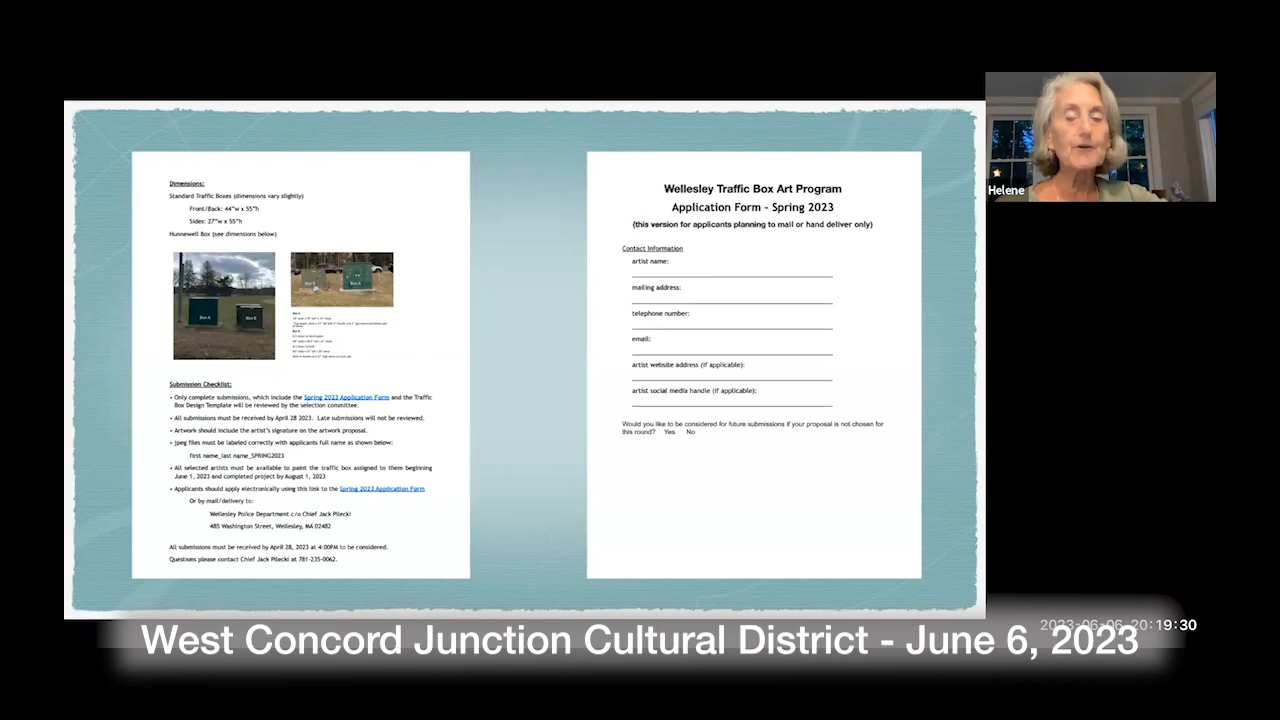 Dimensions:
Standard Traffic Boxes (dimensions vary slightly)
Front/Back: 44”w x 55”h
Sides: 27”w x 55”h
Hunnewell Box (see dimensions below)
Box A
Box B
Box B
Box A
Box A
Box B
Submission Checklist:
• Only complete submissions, which include the Spring 2023 Application Form and the Traffic
Box Design Template will be reviewed by the selection committee.
• All submissions must be received by April 28 2023. Late submissions will not be reviewed.
• Artwork should include the artist’s signature on the artwork proposal.
• jpeg files must be labeled correctly with applicants full name as shown below:
first name_last name_SPRING2023
• All selected artists must be available to paint the traffic box assigned to them beginning
June 1, 2023 and completed project by August 1, 2023
• Applicants should apply electronically using this link to the Spring 2023 Application Form
Or by mail/delivery to:
Wellesley Police Department c/o Chief Jack Pilecki
485 Washington Street, Wellesley, MA 02482
All submissions must be received by April 28, 2023 at 4:00PM to be considered.
Questions please contact Chief Jack Pilecki at 781-235-0062.
Wellesley Traffic Box Art Program
Application Form - Spring 2023
(this version for applicants planning to mail or hand deliver only)
Contact Information
artist name:
mailing address:
telephone number:
email:
artist website address (if applicable):
artist social media handle (if applicable):
Would you like to be considered for future submissions if your proposal is not chosen for
this round? Yes No
Helene
2023-06-06 20:19:30
West Concord Junction Cultural District - June 6, 2023